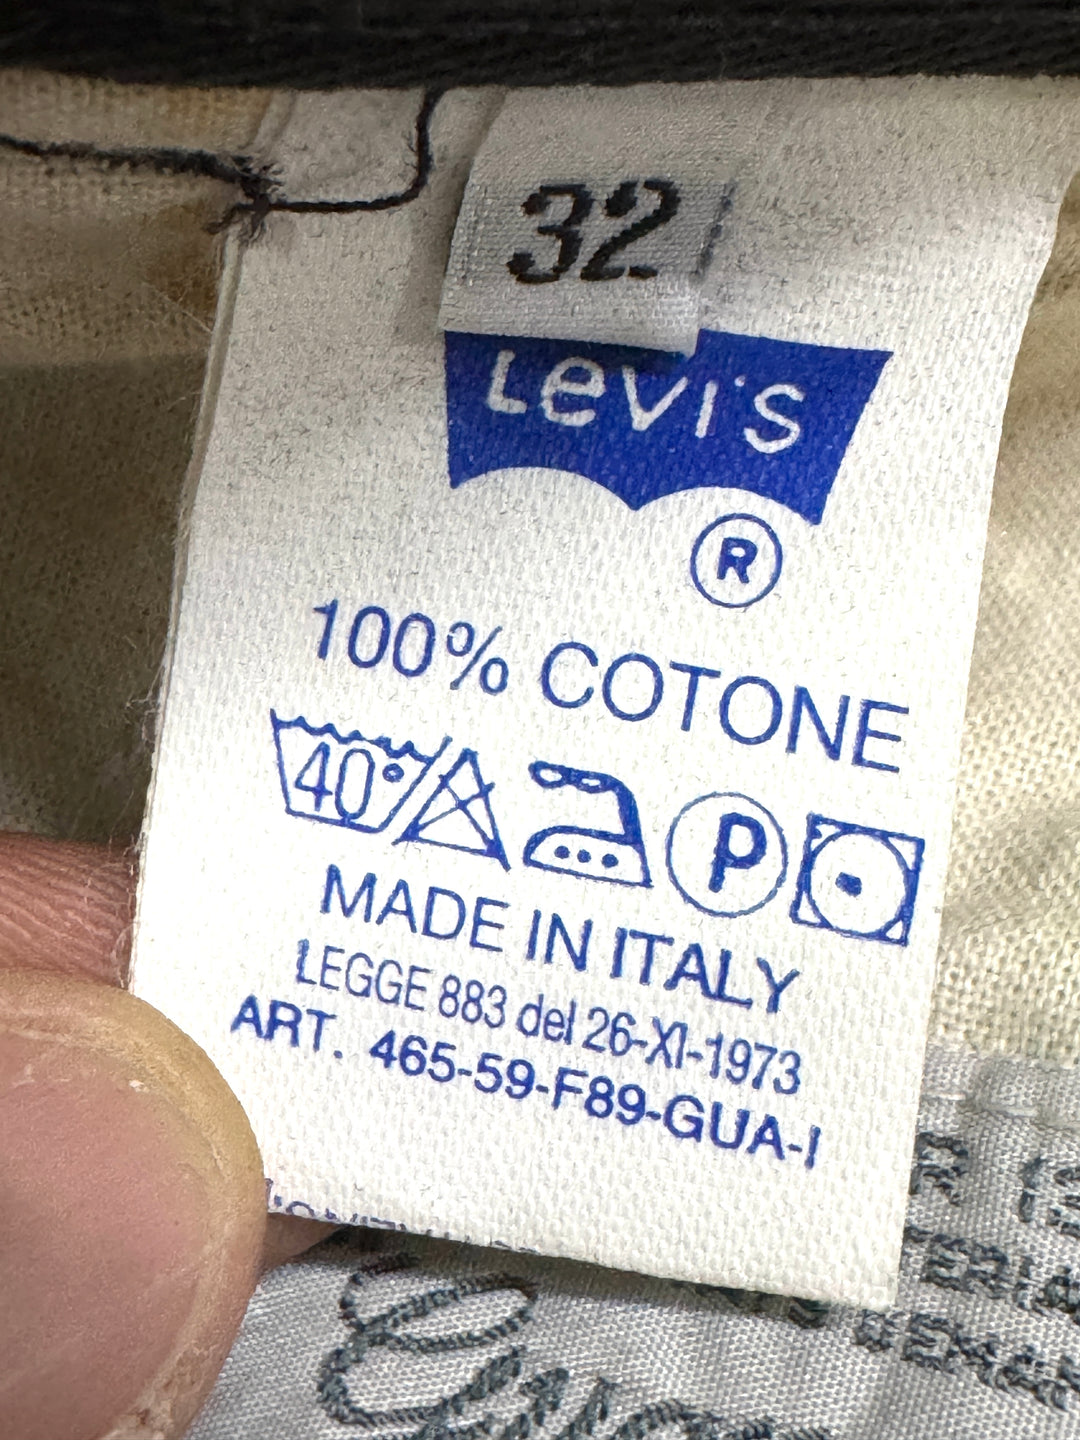 32
Levi's
®
100% COTONE
40° P
MADE IN ITALY
LEGGE 883 del 26-XI-1973
ART. 465-59-F89-GUA-I